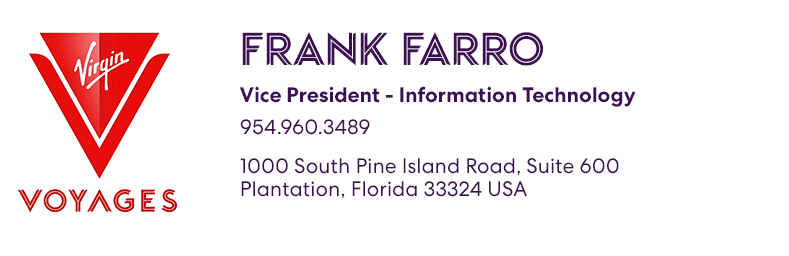 Virgin
VOYAGES
FRANK FARRO
Vice President - Information Technology
954.960.3489
1000 South Pine Island Road, Suite 600
Plantation, Florida 33324 USA